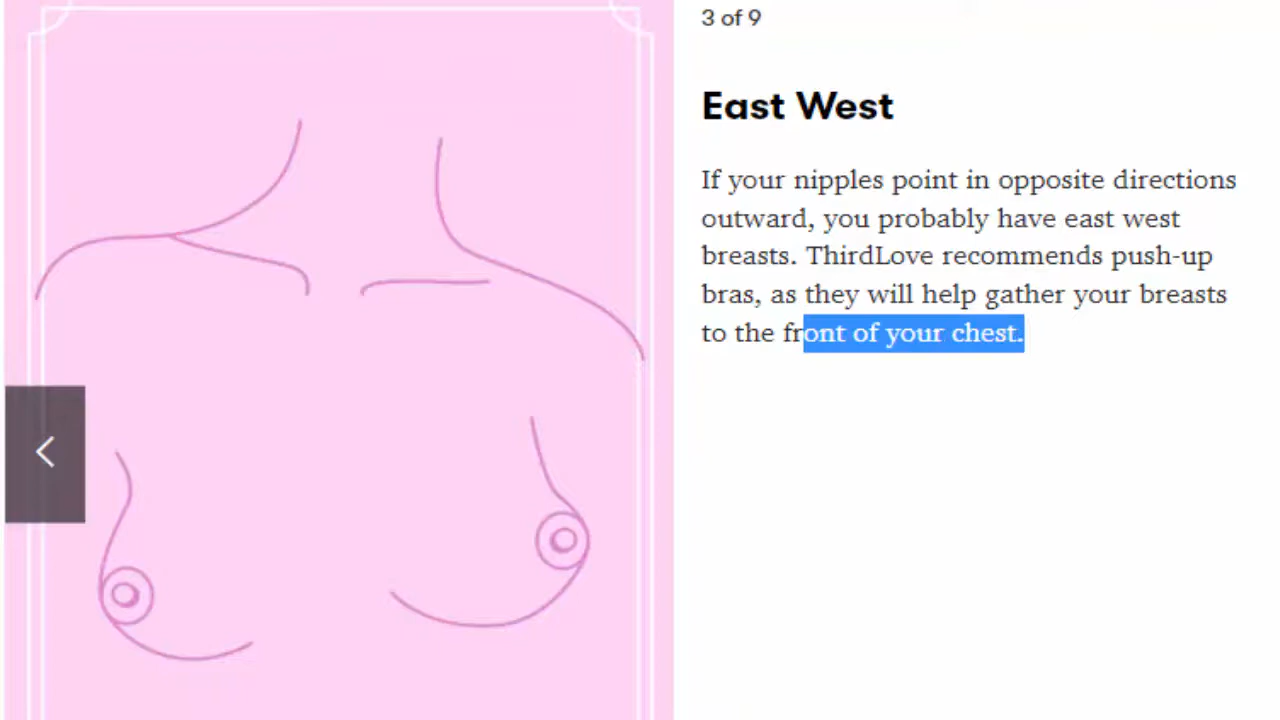 3 of 9
East West
If your nipples point in opposite directions
outward, you probably have east west
breasts. ThirdLove recommends push-up
bras, as they will help gather your breasts
to the front of your chest.